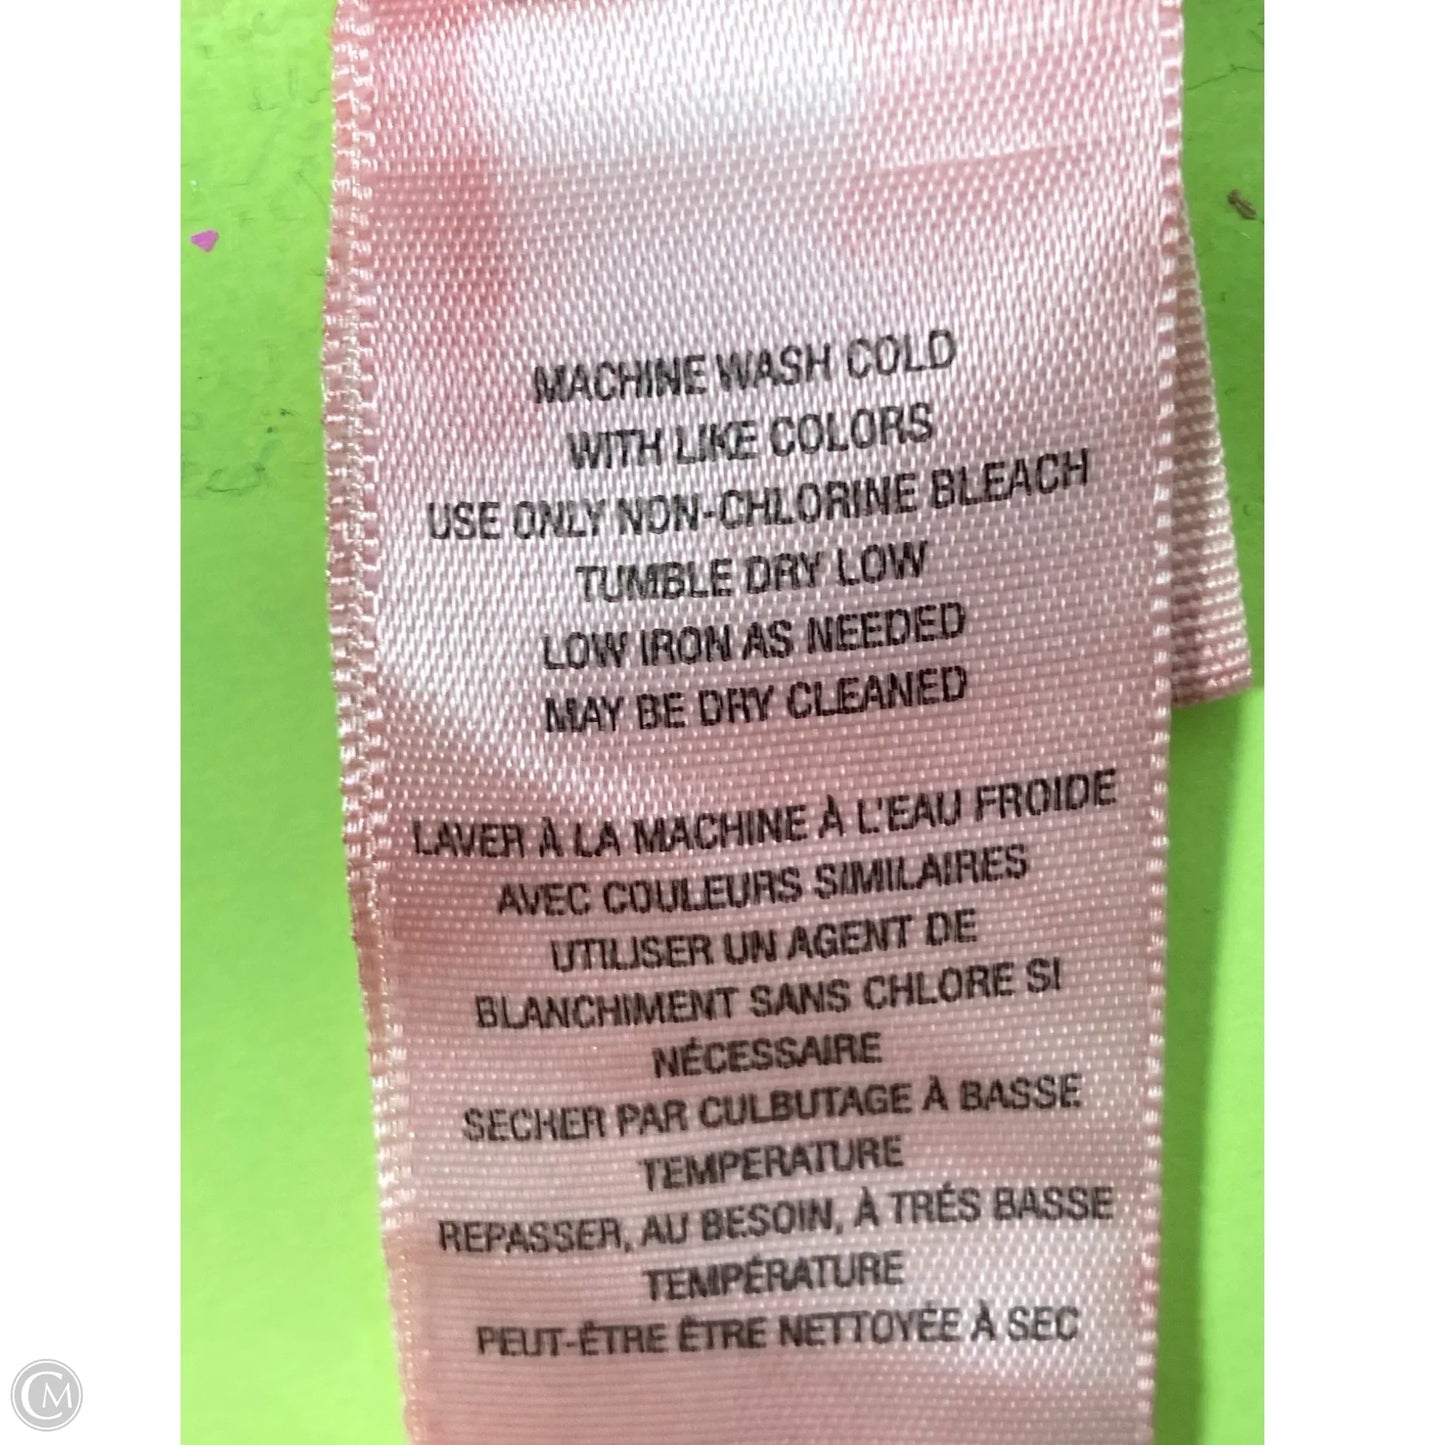 MACHINE WASH COLD
WITH LIKE COLORS
USE ONLY NON-CHLORINE BLEACH
TUMBLE DRY LOW
LOW IRON AS NEEDED
MAY BE DRY CLEANED
LAVER À LA MACHINE À L'EAU FROIDE
AVEC COULEURS SIMILAIRES
UTILISER UN AGENT DE
BLANCHIMENT SANS CHLORE SI
NÉCESSAIRE
SECHER PAR CULBUTAGE À BASSE
TEMPERATURE
REPASSER, AU BESOIN, À TRÉS BASSE
TEMPÉRATURE
PEUT-ÊTRE ÊTRE NETTOYÉE À SEC
CM